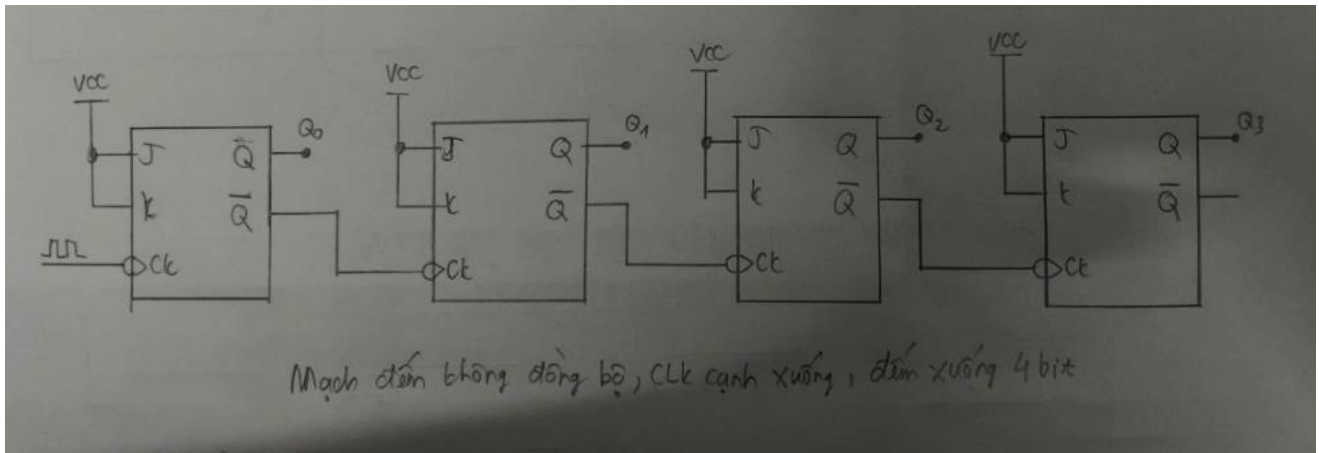 VCC
VCC
VCC
VCC
J Q̅ Q0
K Q̅
CK
J Q Q1
K Q̅
CK
J Q Q2
K Q̅
CK
J Q Q3
K Q̅
CK
Mạch đếm không đồng bộ, CLK cạnh xuống, đếm xuống 4 bit